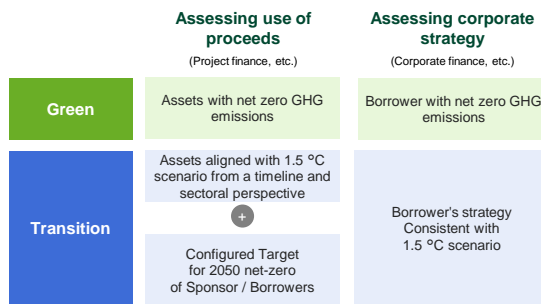 Assessing use of
proceeds
(Project finance, etc.)
Assessing corporate
strategy
(Corporate finance, etc.)
Green
Assets with net zero GHG
emissions
Borrower with net zero GHG
emissions
Transition
Assets aligned with 1.5 °C
scenario from a timeline and
sectoral perspective
+
Configured Target
for 2050 net-zero
of Sponsor / Borrowers
Borrower's strategy
Consistent with
1.5 °C scenario